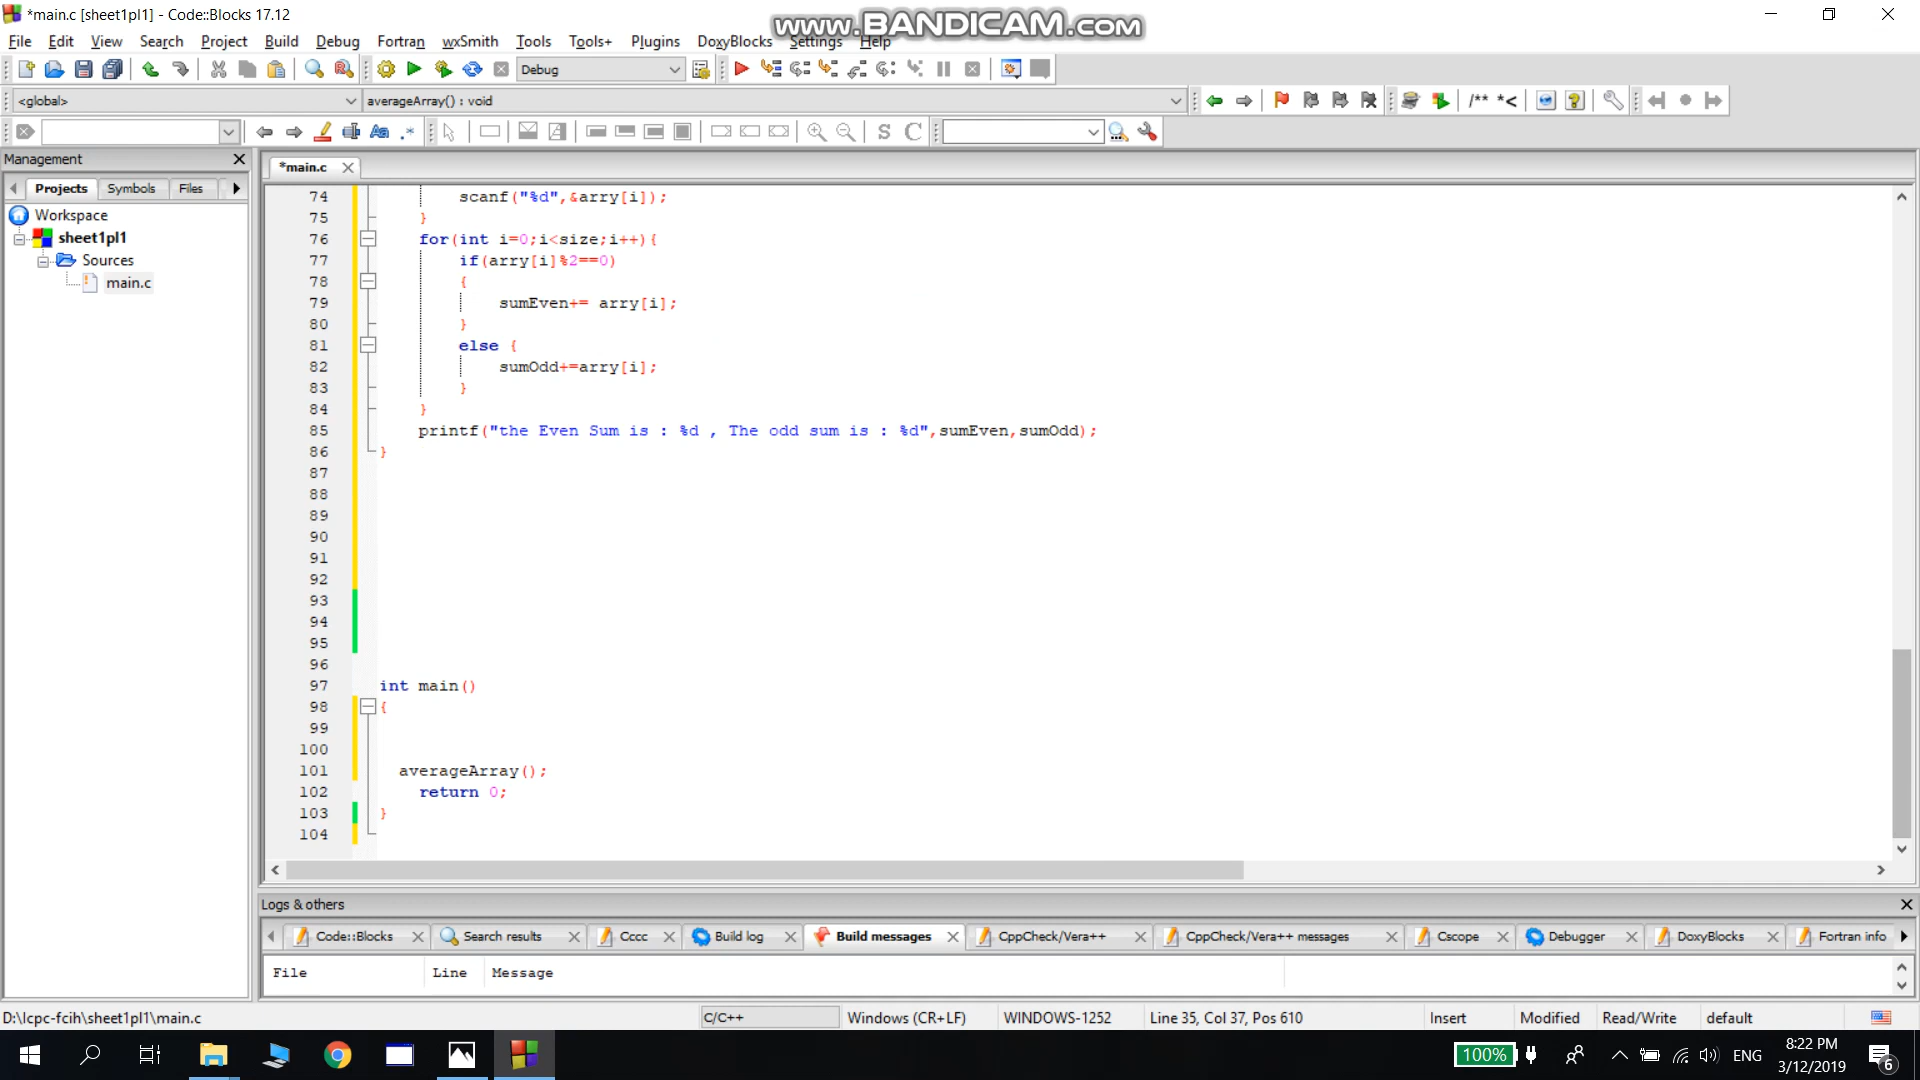 *main.c [sheet1pl1] - Code::Blocks 17.12
www.BANDICAM.com
File Edit View Search Project Build Debug Fortran wxSmith Tools Tools+ Plugins DoxyBlocks Settings Help
Debug
<global> averageArray() : void
/** *<
Aa .* S C
Management
*main.c
Projects Symbols Files
Workspace
sheet1pl1
Sources
main.c
74 scanf("%d",&arry[i]);
75 }
76 for(int i=0;i<size;i++){
77 if(arry[i]%2==0)
78 {
79 sumEven+= arry[i];
80 }
81 else {
82 sumOdd+=arry[i];
83 }
84 }
85 printf("the Even Sum is : %d , The odd sum is : %d",sumEven,sumOdd);
86 }
87
88
89
90
91
92
93
94
95
96
97 int main()
98 {
99
100
101 averageArray();
102 return 0;
103 }
104
Logs & others
Code::Blocks Search results Cccc Build log Build messages CppCheck/Vera++ CppCheck/Vera++ messages Cscope Debugger DoxyBlocks Fortran info
File Line Message
D:\Icpc-fcih\sheet1pl1\main.c C/C++ Windows (CR+LF) WINDOWS-1252 Line 35, Col 37, Pos 610 Insert Modified Read/Write default
100% ENG 8:22 PM
3/12/2019 6